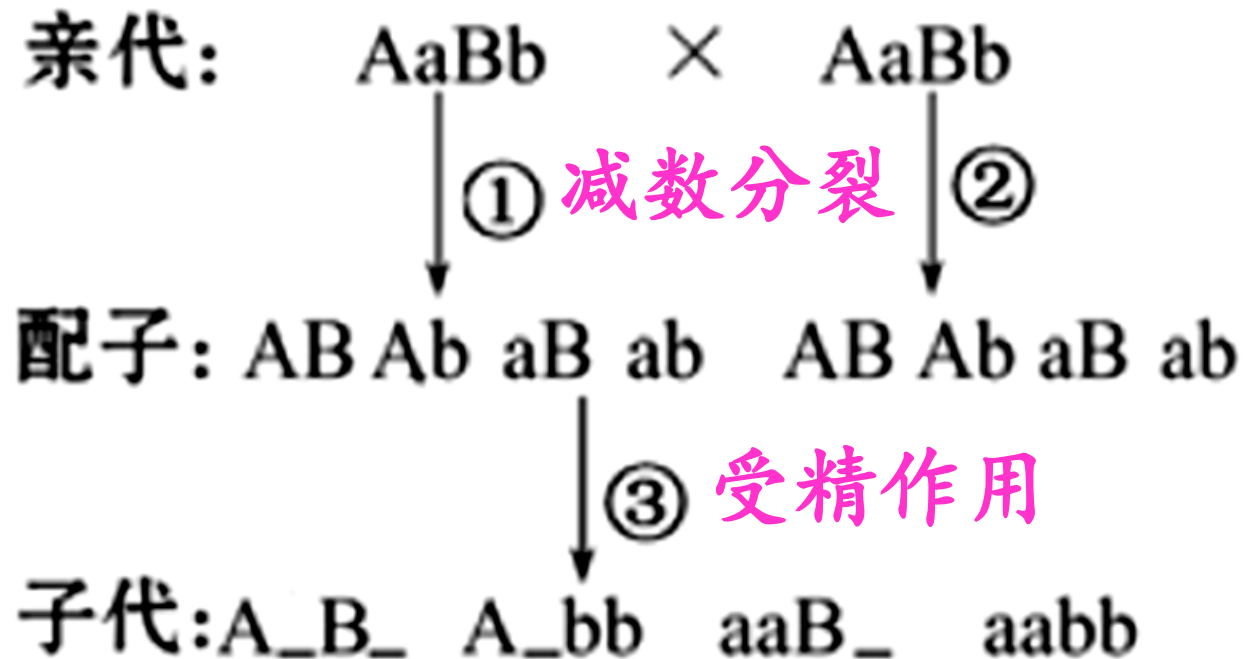 亲代: AaBb × AaBb
① 减数分裂 ②
配子: AB Ab aB ab AB Ab aB ab
③ 受精作用
子代:A_B_ A_bb aaB_ aabb